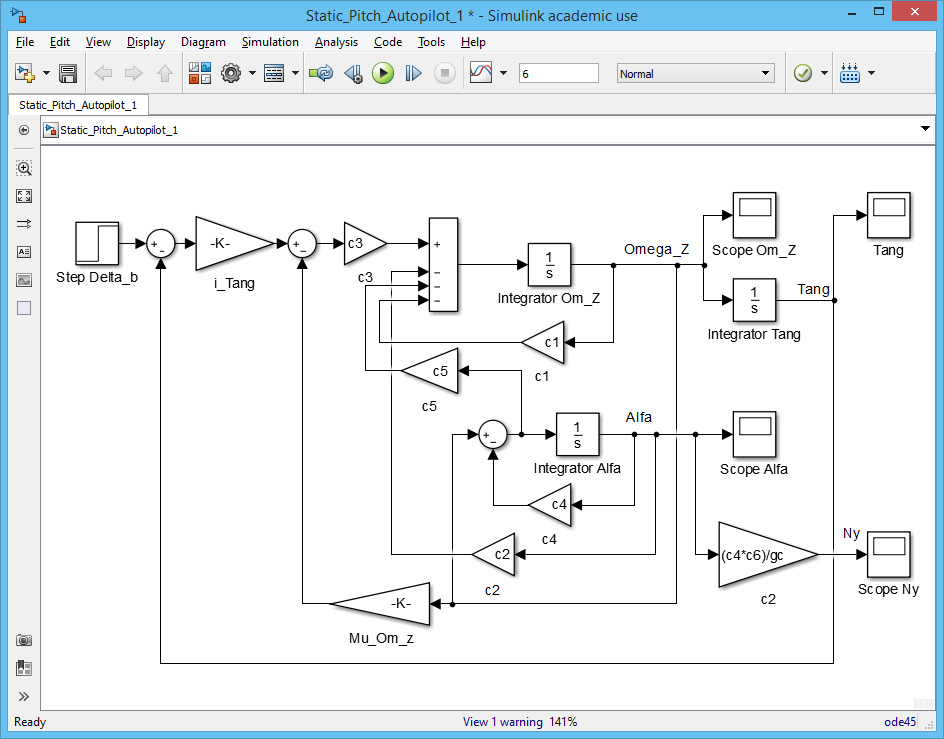 Static_Pitch_Autopilot_1 * - Simulink academic use
File Edit View Display Diagram Simulation Analysis Code Tools Help
6 Normal
Static_Pitch_Autopilot_1
Static_Pitch_Autopilot_1
Step Delta_b
-K-
i_Tang
c3
c3
1
s
Integrator Om_Z
Omega_Z
Scope Om_Z
Tang
1
s
Tang
Integrator Tang
c1
c1
c5
c5
1
s
Integrator Alfa
Alfa
Scope Alfa
c4
c4
c2
c2
(c4*c6)/gc
c2
Ny
Scope Ny
-K-
Mu_Om_z
Ready View 1 warning 141% ode45